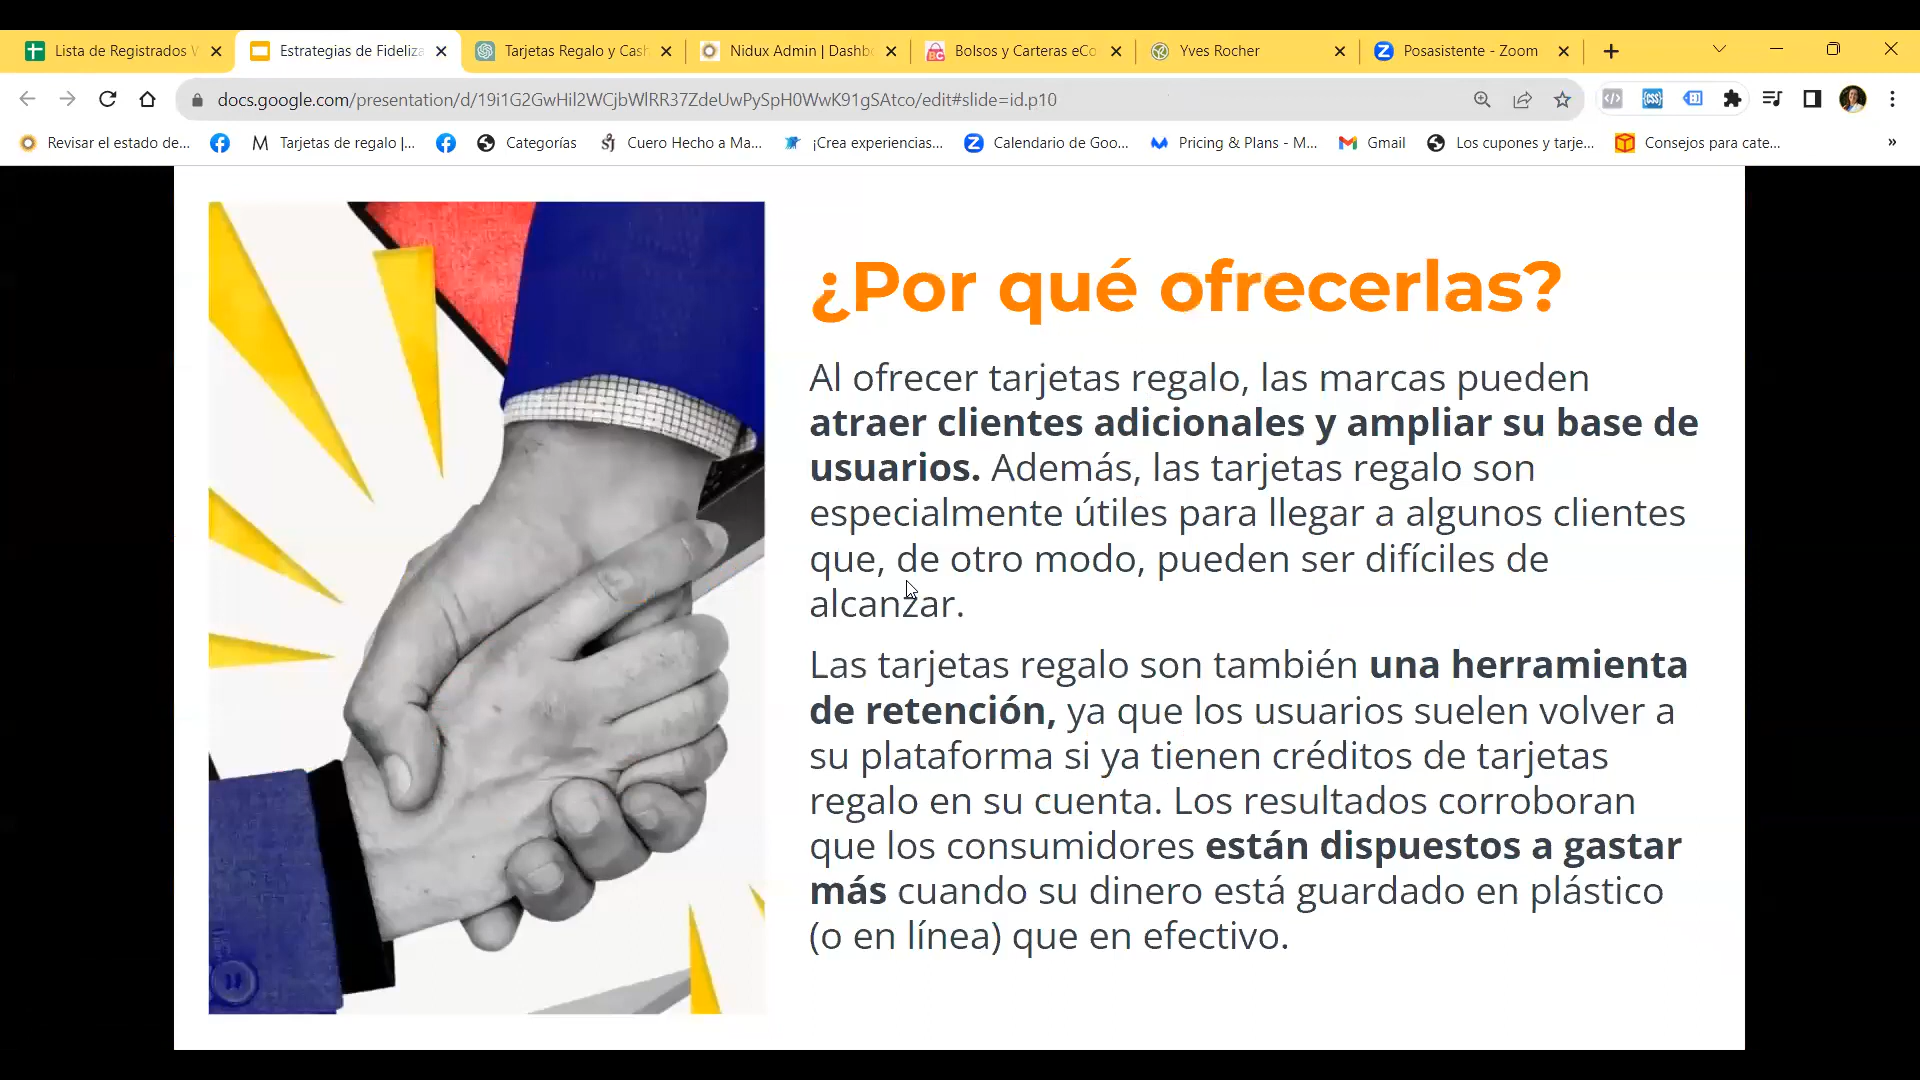 Lista de Registrados V
Estrategias de Fideliza
Tarjetas Regalo y Cash
Nidux Admin | Dashbo
Bolsos y Carteras eCo
Yves Rocher
Posasistente - Zoom
docs.google.com/presentation/d/19i1G2GwHil2WCjbWlRR37ZdeUwPySpH0WwK91gSAtco/edit#slide=id.p10
Revisar el estado de...
Tarjetas de regalo |...
Categorías
Cuero Hecho a Ma...
¡Crea experiencias...
Calendario de Goo...
Pricing & Plans - M...
Gmail
Los cupones y tarje...
Consejos para cate...
»
¿Por qué ofrecerlas?
Al ofrecer tarjetas regalo, las marcas pueden
atraer clientes adicionales y ampliar su base de
usuarios. Además, las tarjetas regalo son
especialmente útiles para llegar a algunos clientes
que, de otro modo, pueden ser difíciles de
alcanzar.
Las tarjetas regalo son también una herramienta
de retención, ya que los usuarios suelen volver a
su plataforma si ya tienen créditos de tarjetas
regalo en su cuenta. Los resultados corroboran
que los consumidores están dispuestos a gastar
más cuando su dinero está guardado en plástico
(o en línea) que en efectivo.